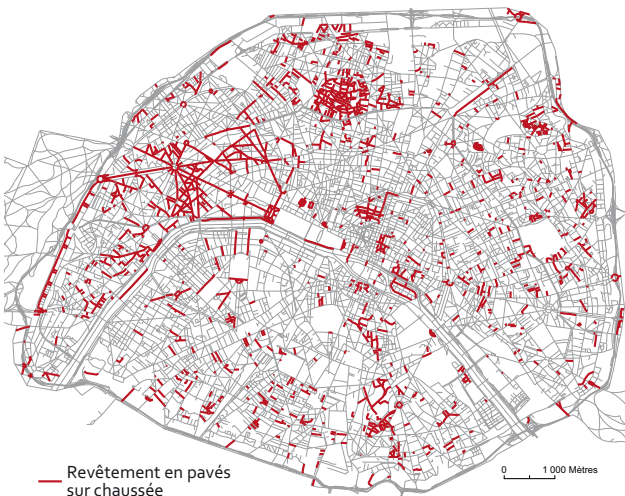 Revêtement en pavés
sur chaussée
0 1 000 Mètres